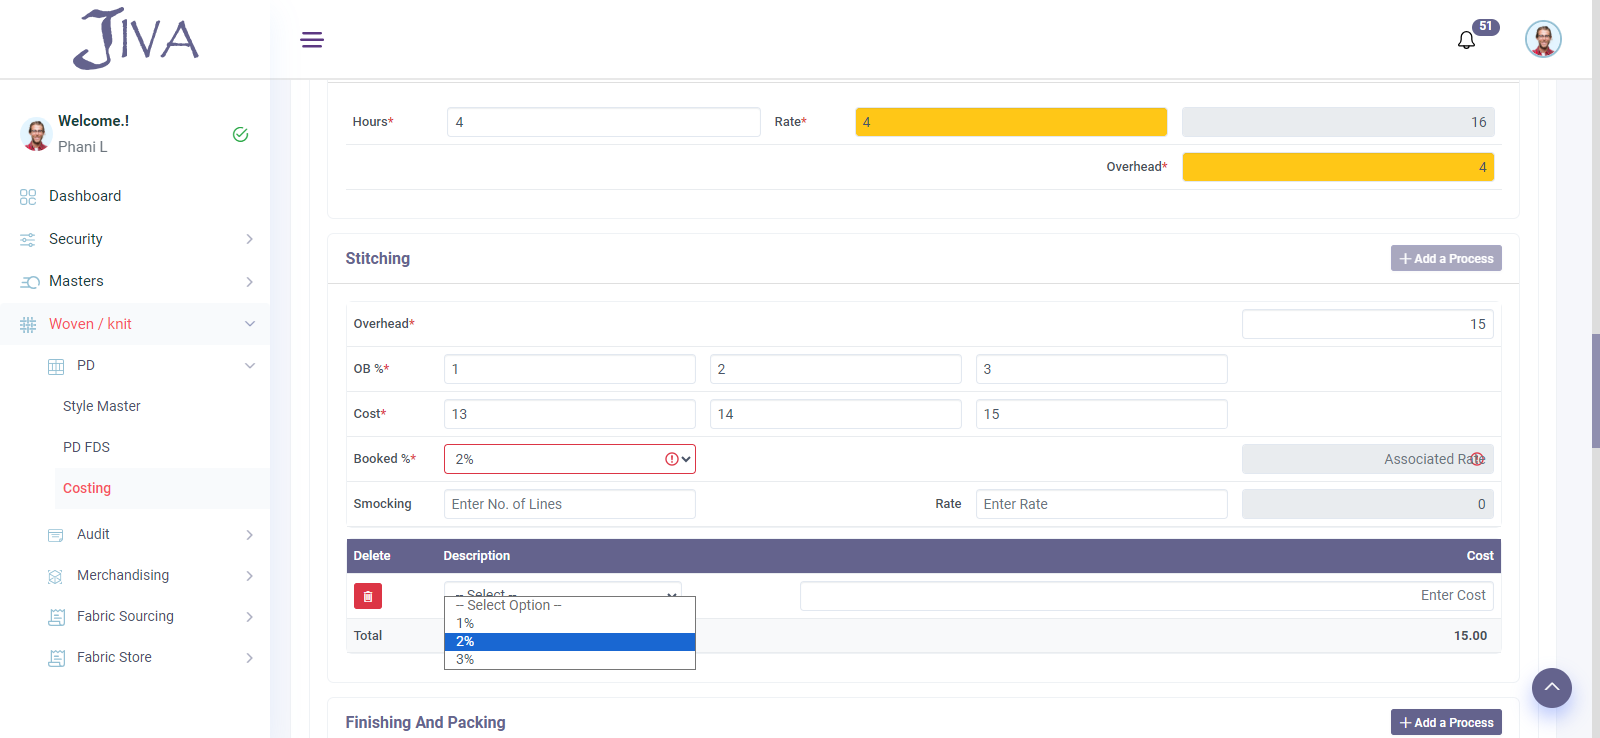 JIVA
51
Welcome.!
Phani L
Dashboard
Security
Masters
Woven / knit
PD
Style Master
PD FDS
Costing
Audit
Merchandising
Fabric Sourcing
Fabric Store
Hours* 4 Rate* 4 16
Overhead* 4
Stitching + Add a Process
Overhead* 15
OB %* 1 2 3
Cost* 13 14 15
Booked %* 2% Associated Rate
Smocking Enter No. of Lines Rate Enter Rate 0
Delete Description Cost
-- Select -- Enter Cost
-- Select Option --
1%
2%
3%
Total 15.00
Finishing And Packing + Add a Process